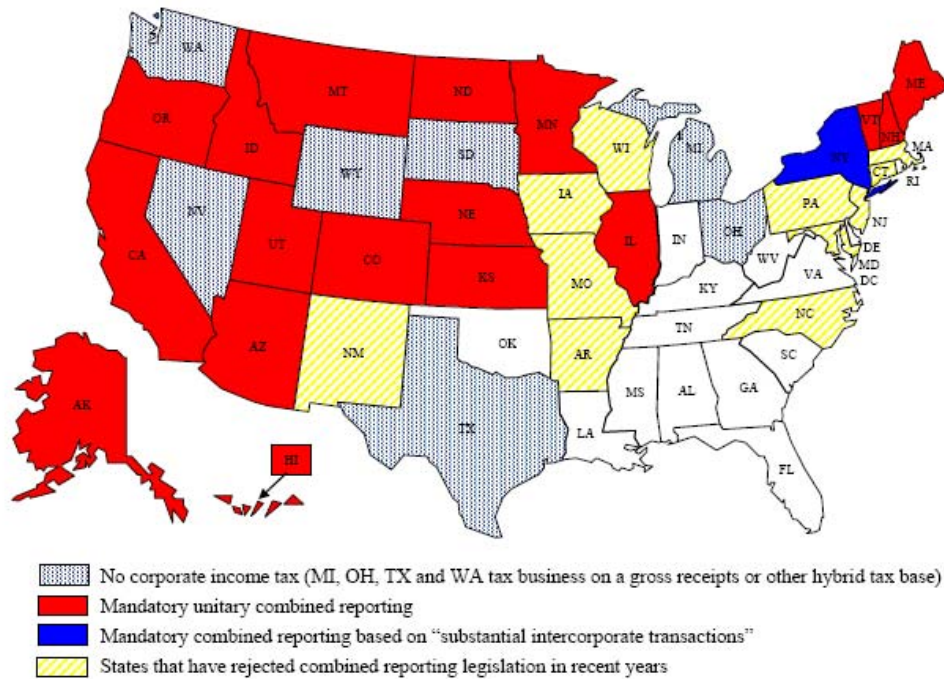 WA
MT
ND
MN
ME
VT
NH
OR
ID
SD
WI
MI
NY
MA
CT
RI
WY
IA
PA
NJ
NV
NE
OH
UT
IL
IN
DE
CA
CO
WV
MD
KS
MO
VA
DC
KY
NC
TN
AZ
NM
OK
AR
SC
MS
AL
GA
AK
TX
LA
HI
FL
No corporate income tax (MI, OH, TX and WA tax business on a gross receipts or other hybrid tax base)
Mandatory unitary combined reporting
Mandatory combined reporting based on “substantial intercorporate transactions”
States that have rejected combined reporting legislation in recent years